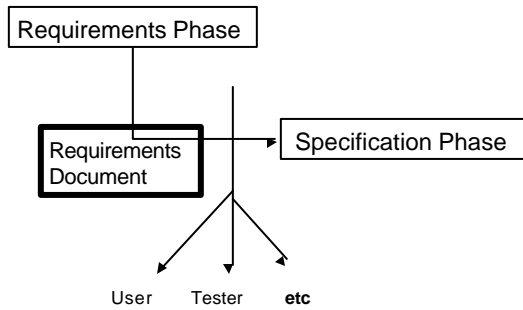 Requirements Phase
Requirements
Document
Specification Phase
User Tester etc